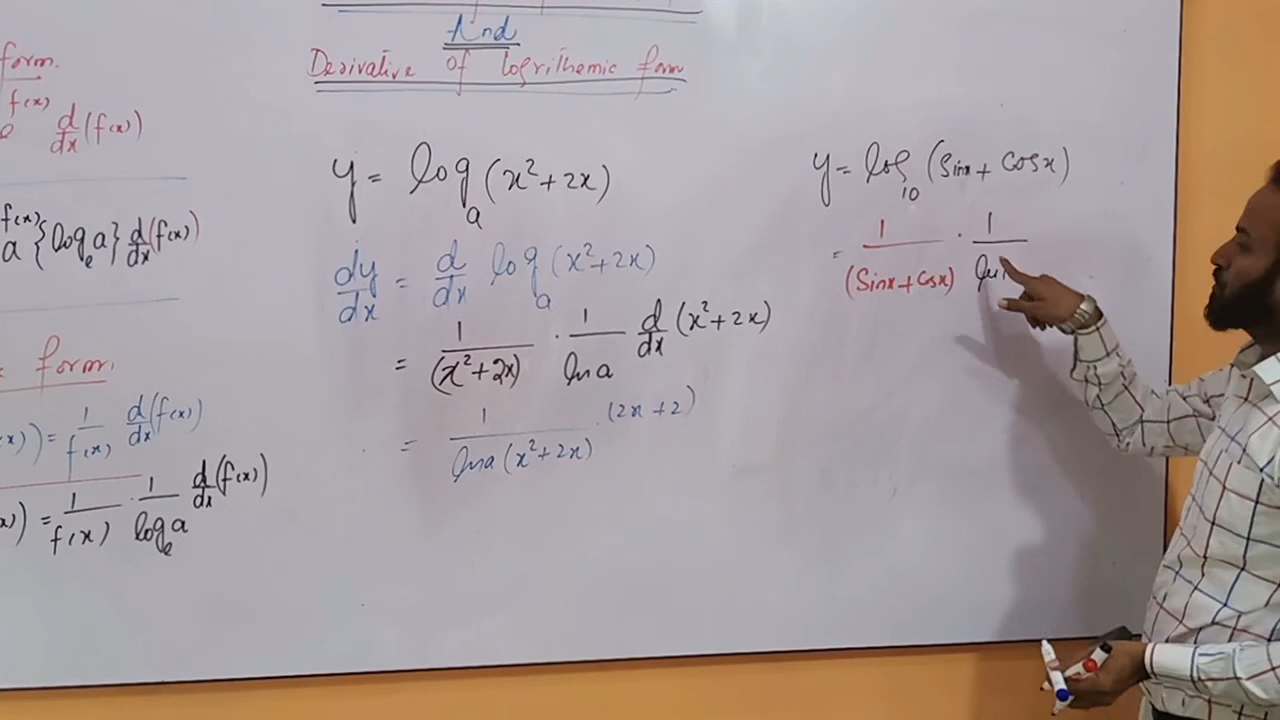 And
Derivative of logrithemic form
form.
e^f(x) d/dx (f(x))
a^f(x) {log_e a} d/dx (f(x))
form.
x)) = 1/f(x) d/dx (f(x))
x)) = 1/f(x) · 1/log_e a d/dx (f(x))
y = log_a (x²+2x)
dy/dx = d/dx log_a (x²+2x)
= 1/(x²+2x) · 1/ln a d/dx (x²+2x)
= 1/ln a (x²+2x) · (2x+2)
y = log_10 (Sinx + Cosx)
= 1/(Sinx+Cosx) · 1/ln